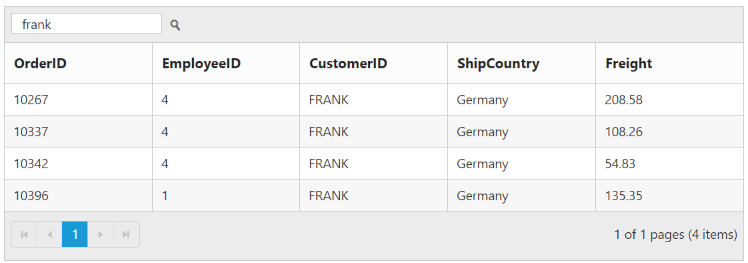 frank
OrderID EmployeeID CustomerID ShipCountry Freight
10267 4 FRANK Germany 208.58
10337 4 FRANK Germany 108.26
10342 4 FRANK Germany 54.83
10396 1 FRANK Germany 135.35
1 1 of 1 pages (4 items)